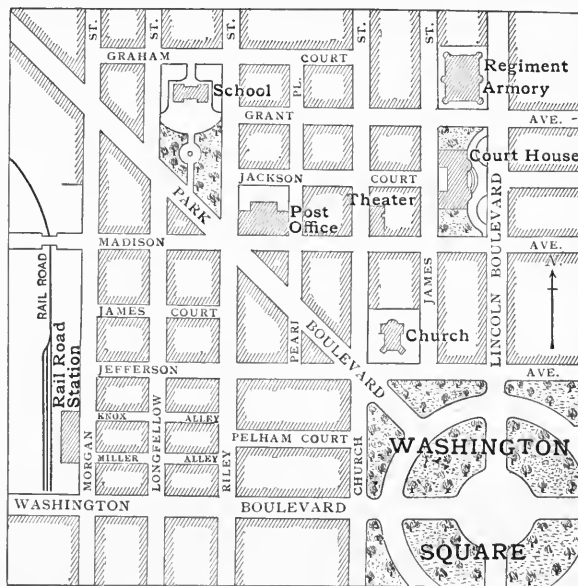 ST.
ST.
ST.
ST.
ST.
GRAHAM COURT
School
PL.
Regiment
Armory
GRANT AVE.
PARK BOULEVARD
JACKSON COURT
Court House
Post
Office
Theater
MADISON AVE.
N.
RAIL ROAD
JAMES COURT
PEARL
JAMES
LINCOLN BOULEVARD
Church
JEFFERSON AVE.
Rail Road
Station
KNOX ALLEY
PELHAM COURT
WASHINGTON
MILLER ALLEY
MORGAN
LONGFELLOW
RILEY
CHURCH
WASHINGTON BOULEVARD
SQUARE